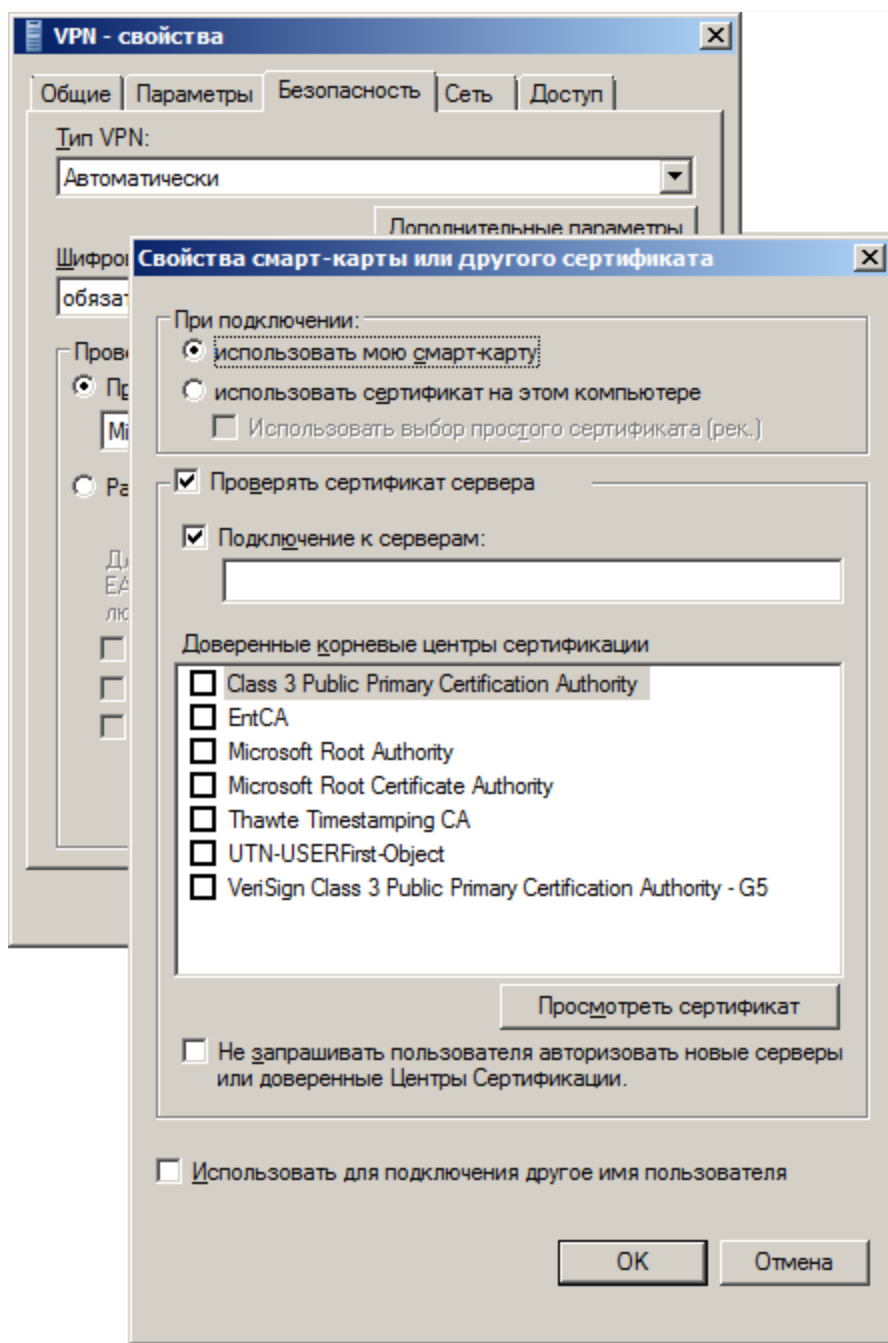 VPN - свойства
Общие Параметры Безопасность Сеть Доступ
Тип VPN:
Автоматически
Дополнительные параметры
Свойства смарт-карты или другого сертификата
При подключении:
использовать мою смарт-карту
использовать сертификат на этом компьютере
Использовать выбор простого сертификата (рек.)
Проверять сертификат сервера
Подключение к серверам:
Доверенные корневые центры сертификации
Class 3 Public Primary Certification Authority
EntCA
Microsoft Root Authority
Microsoft Root Certificate Authority
Thawte Timestamping CA
UTN-USERFirst-Object
VeriSign Class 3 Public Primary Certification Authority - G5
Просмотреть сертификат
Не запрашивать пользователя авторизовать новые серверы
или доверенные Центры Сертификации.
Использовать для подключения другое имя пользователя
OK Отмена